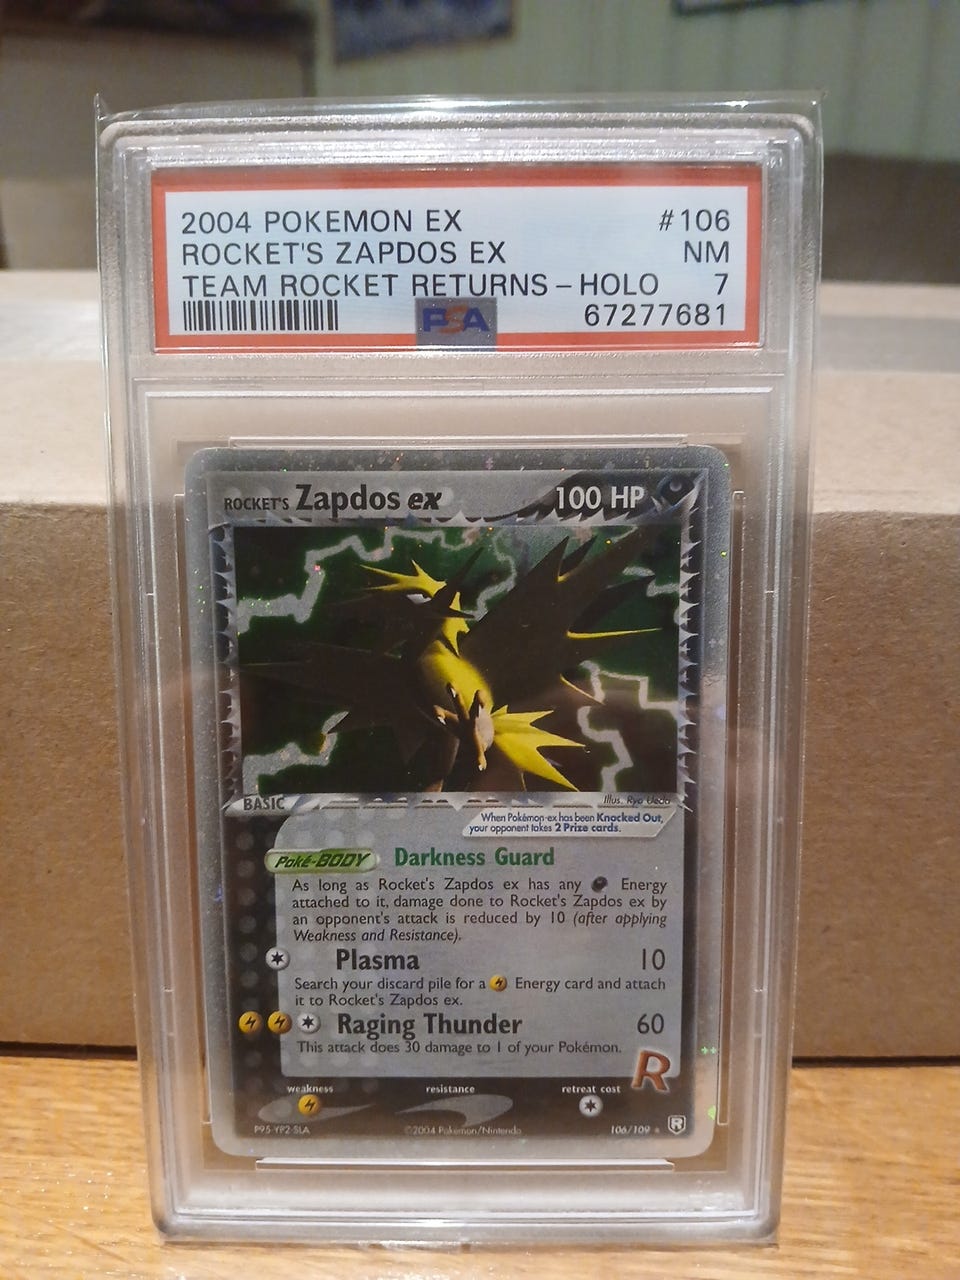 2004 POKEMON EX #106
ROCKET'S ZAPDOS EX NM
TEAM ROCKET RETURNS - HOLO 7
PSA 67277681
ROCKET'S Zapdos ex 100 HP
BASIC
Illus. Ryo Ueda
When Pokémon-ex has been Knocked Out,
your opponent takes 2 Prize cards.
Poké-BODY Darkness Guard
As long as Rocket's Zapdos ex has any Energy
attached to it, damage done to Rocket's Zapdos ex by
an opponent's attack is reduced by 10 (after applying
Weakness and Resistance).
Plasma 10
Search your discard pile for a Energy card and attach
it to Rocket's Zapdos ex.
Raging Thunder 60
This attack does 30 damage to 1 of your Pokémon.
R
weakness resistance retreat cost
P95-YP2-SLA ©2004 Pokémon/Nintendo 106/109 R